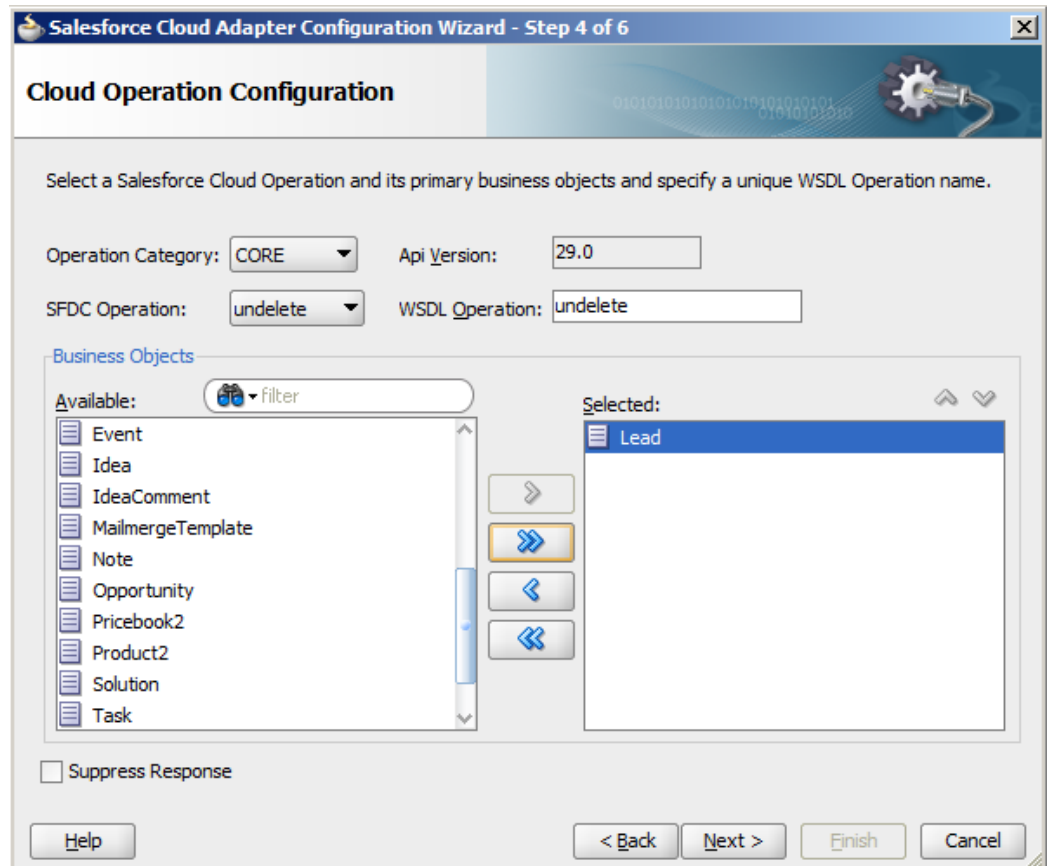 Salesforce Cloud Adapter Configuration Wizard - Step 4 of 6
Cloud Operation Configuration
010101010101010101010101
01010101010
Select a Salesforce Cloud Operation and its primary business objects and specify a unique WSDL Operation name.
Operation Category: CORE Api Version: 29.0
SFDC Operation: undelete WSDL Operation: undelete
Business Objects
Available: filter Selected:
Event
Lead
Idea
IdeaComment
MailmergeTemplate
Note
Opportunity
Pricebook2
Product2
Solution
Task
Suppress Response
Help < Back Next > Finish Cancel